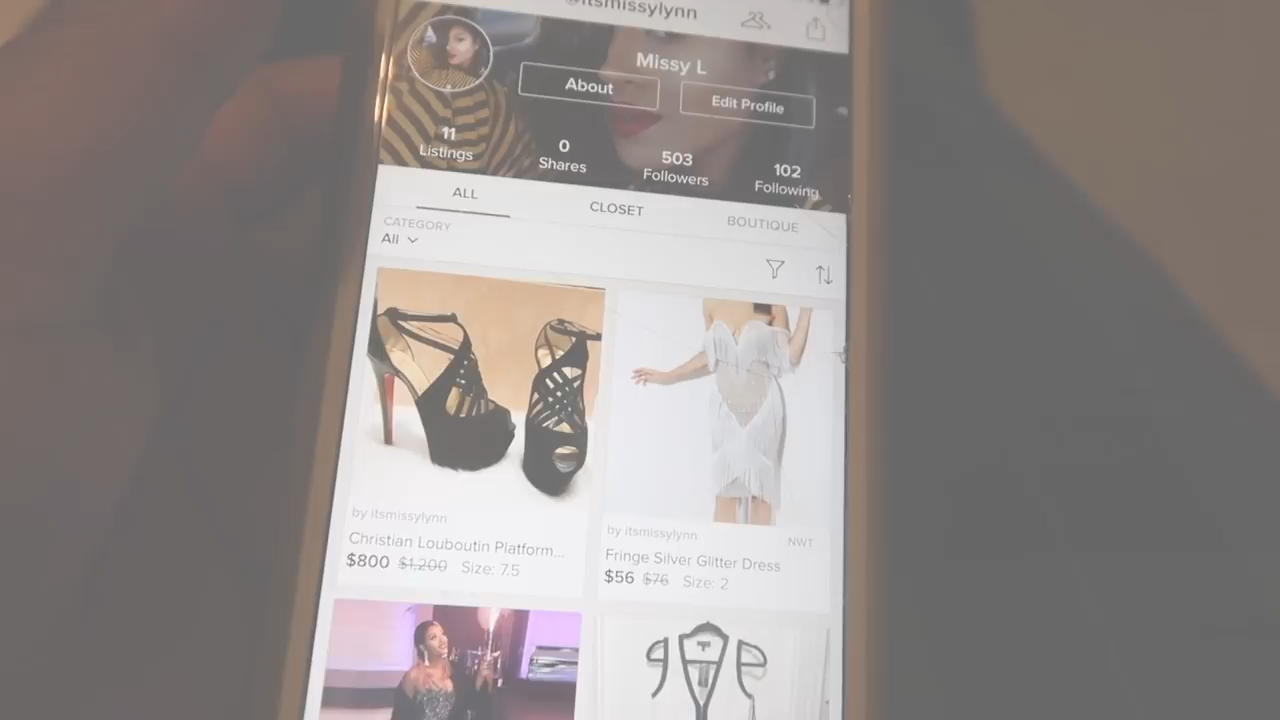 @itsmissylynn
Missy L
About
Edit Profile
11
Listings
0
Shares
503
Followers
102
Following
ALL
CLOSET
BOUTIQUE
CATEGORY
All
by itsmissylynn
Christian Louboutin Platform...
$800 $1,200 Size: 7.5
by itsmissylynn
NWT
Fringe Silver Glitter Dress
$56 $76 Size: 2